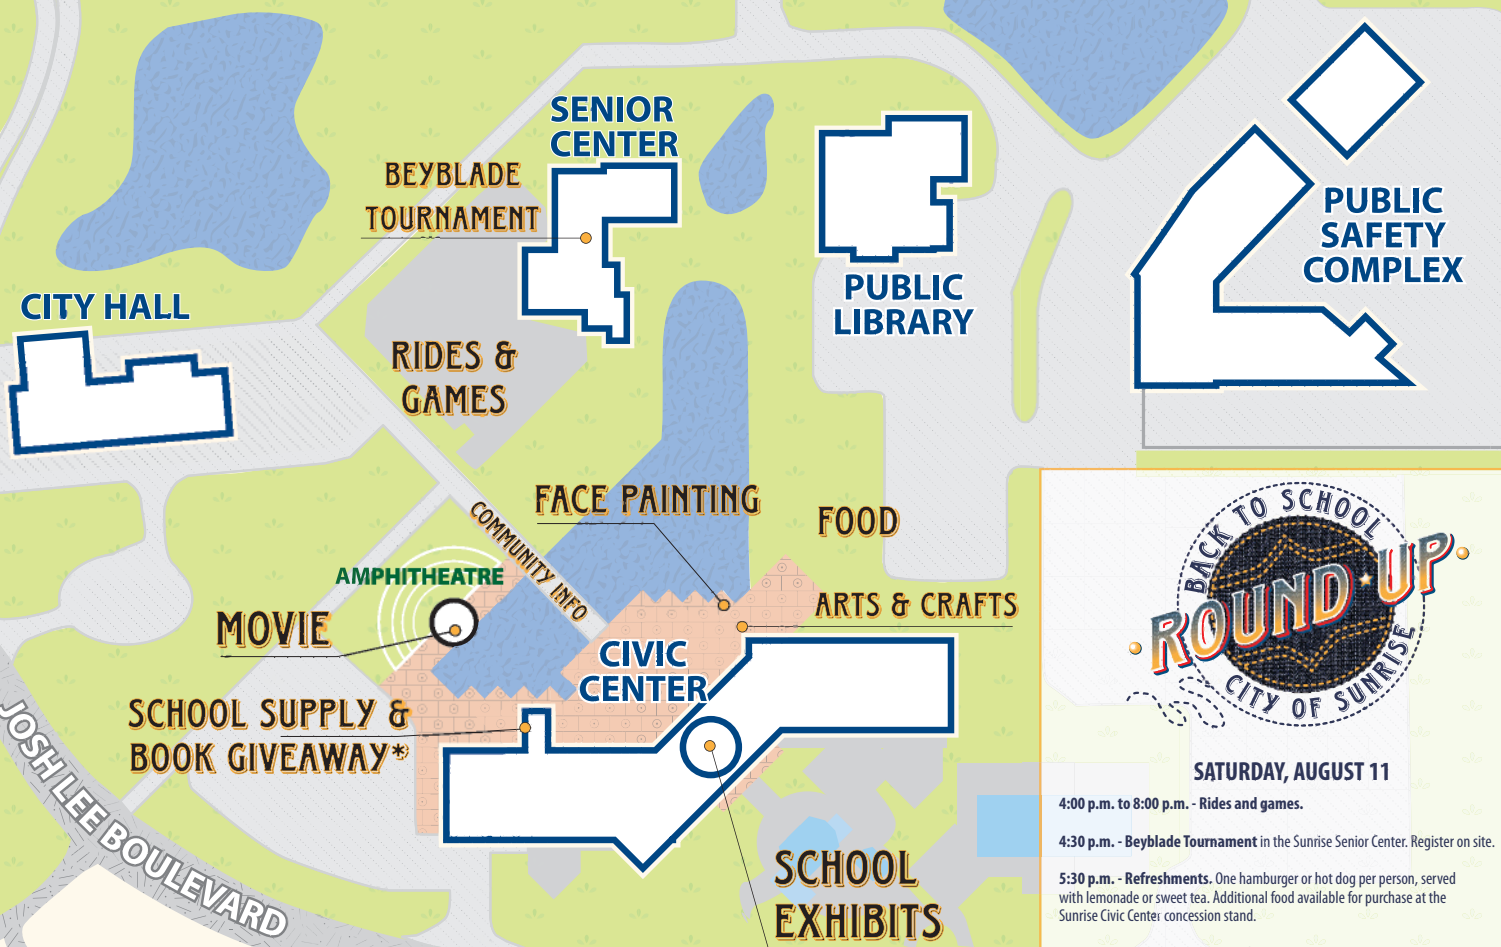 SENIOR
CENTER
BEYBLADE
TOURNAMENT
PUBLIC
SAFETY
COMPLEX
CITY HALL
PUBLIC
LIBRARY
RIDES &
GAMES
FACE PAINTING
FOOD
COMMUNITY INFO
AMPHITHEATRE
MOVIE
ARTS & CRAFTS
CIVIC
CENTER
SCHOOL SUPPLY &
BOOK GIVEAWAY*
JOSH LEE BOULEVARD
SCHOOL
EXHIBITS
BACK TO SCHOOL
ROUND UP
CITY OF SUNRISE
SATURDAY, AUGUST 11
4:00 p.m. to 8:00 p.m. - Rides and games.
4:30 p.m. - Beyblade Tournament in the Sunrise Senior Center. Register on site.
5:30 p.m. - Refreshments. One hamburger or hot dog per person, served
with lemonade or sweet tea. Additional food available for purchase at the
Sunrise Civic Center concession stand.